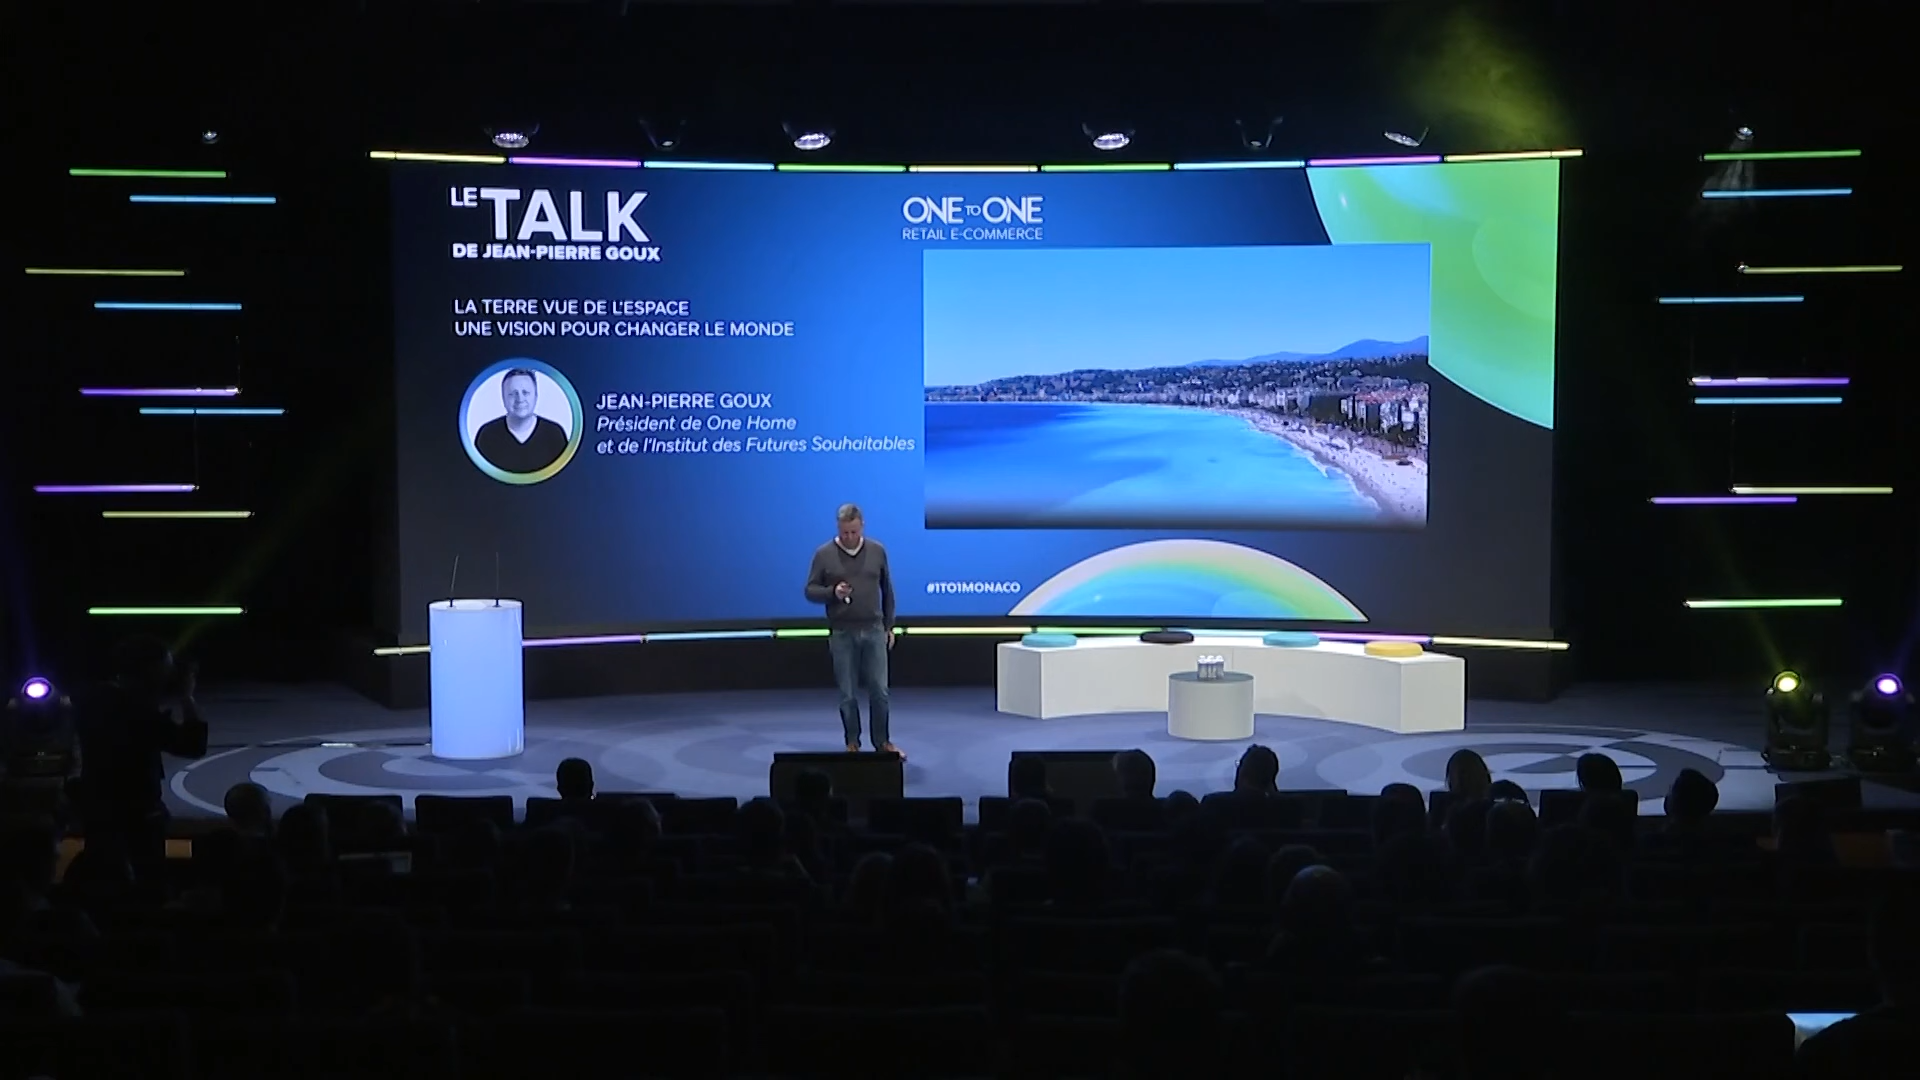 LE TALK
DE JEAN-PIERRE GOUX
ONE TO ONE
RETAIL E-COMMERCE
LA TERRE VUE DE L'ESPACE
UNE VISION POUR CHANGER LE MONDE
JEAN-PIERRE GOUX
Président de One Home
et de l'Institut des Futures Souhaitables
#1TO1MONACO